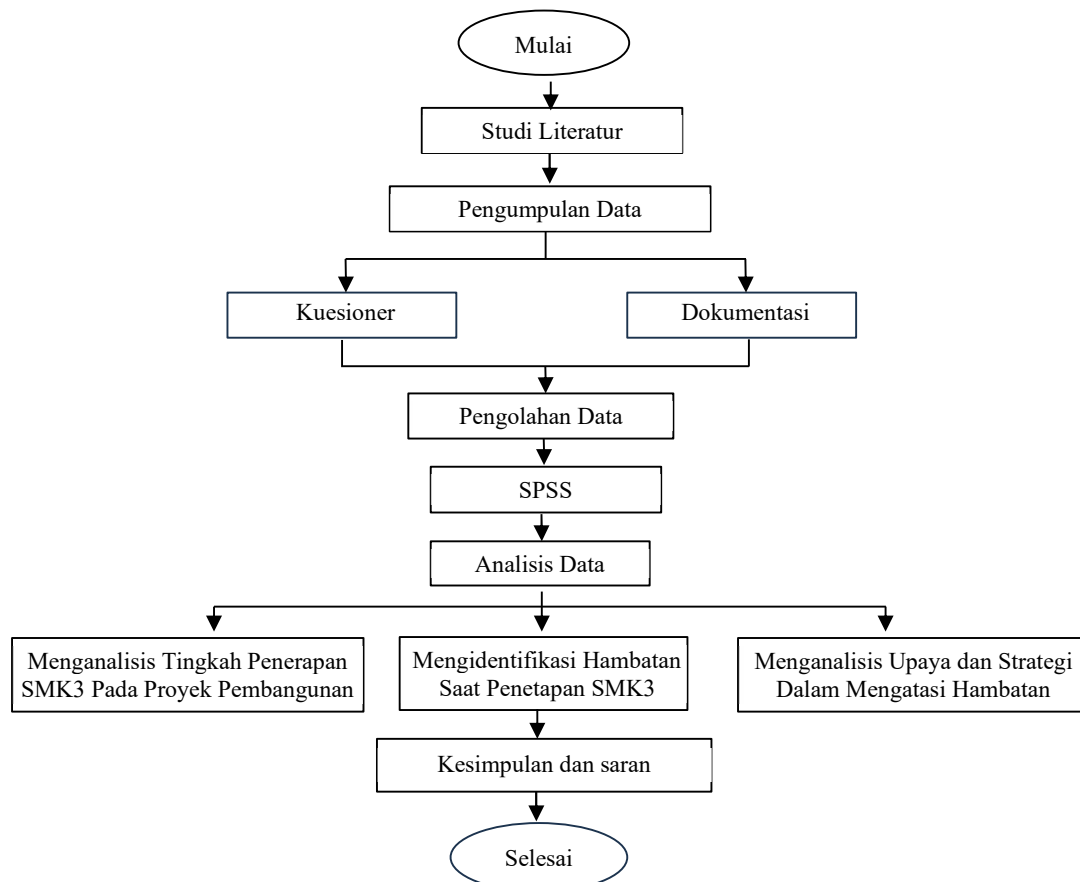 Mulai
Studi Literatur
Pengumpulan Data
Kuesioner
Dokumentasi
Pengolahan Data
SPSS
Analisis Data
Menganalisis Tingkah Penerapan
SMK3 Pada Proyek Pembangunan
Mengidentifikasi Hambatan
Saat Penetapan SMK3
Menganalisis Upaya dan Strategi
Dalam Mengatasi Hambatan
Kesimpulan dan saran
Selesai